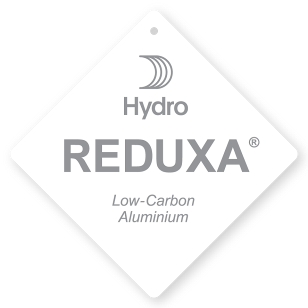 Hydro
REDUXA®
Low-Carbon
Aluminium